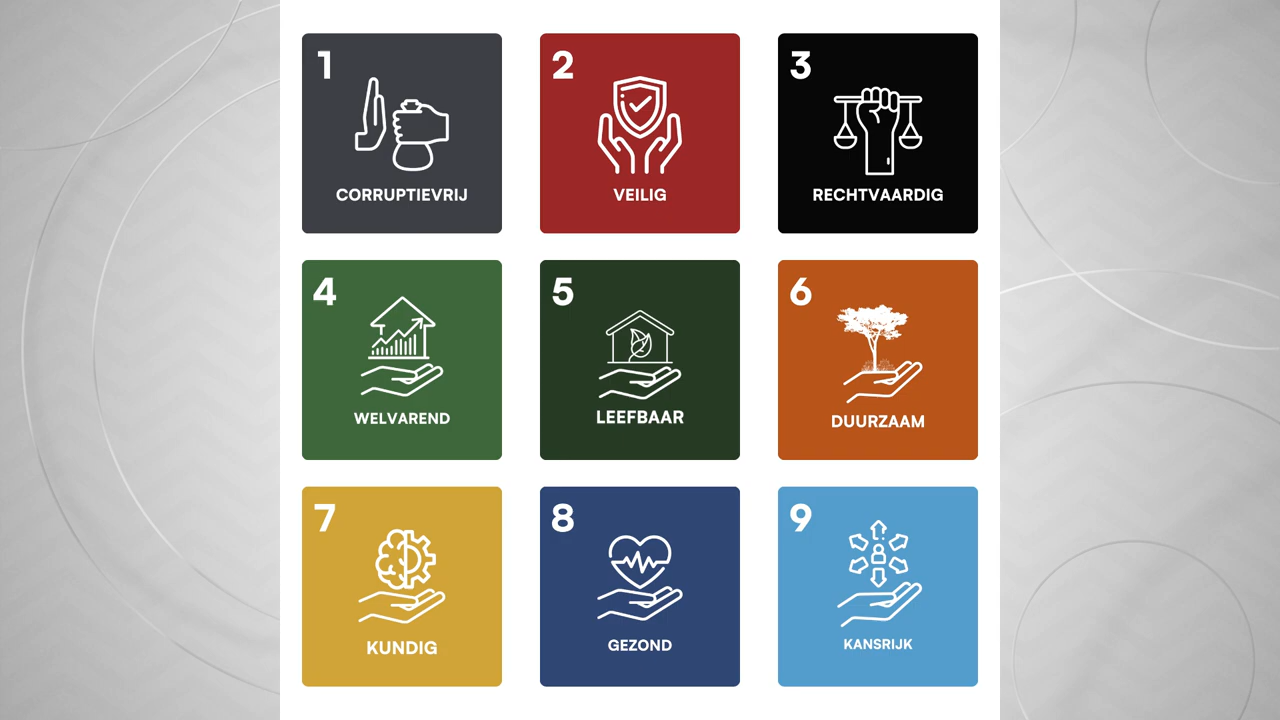 1
CORRUPTIEVRIJ
2
VEILIG
3
RECHTVAARDIG
4
WELVAREND
5
LEEFBAAR
6
DUURZAAM
7
KUNDIG
8
GEZOND
9
KANSRIJK